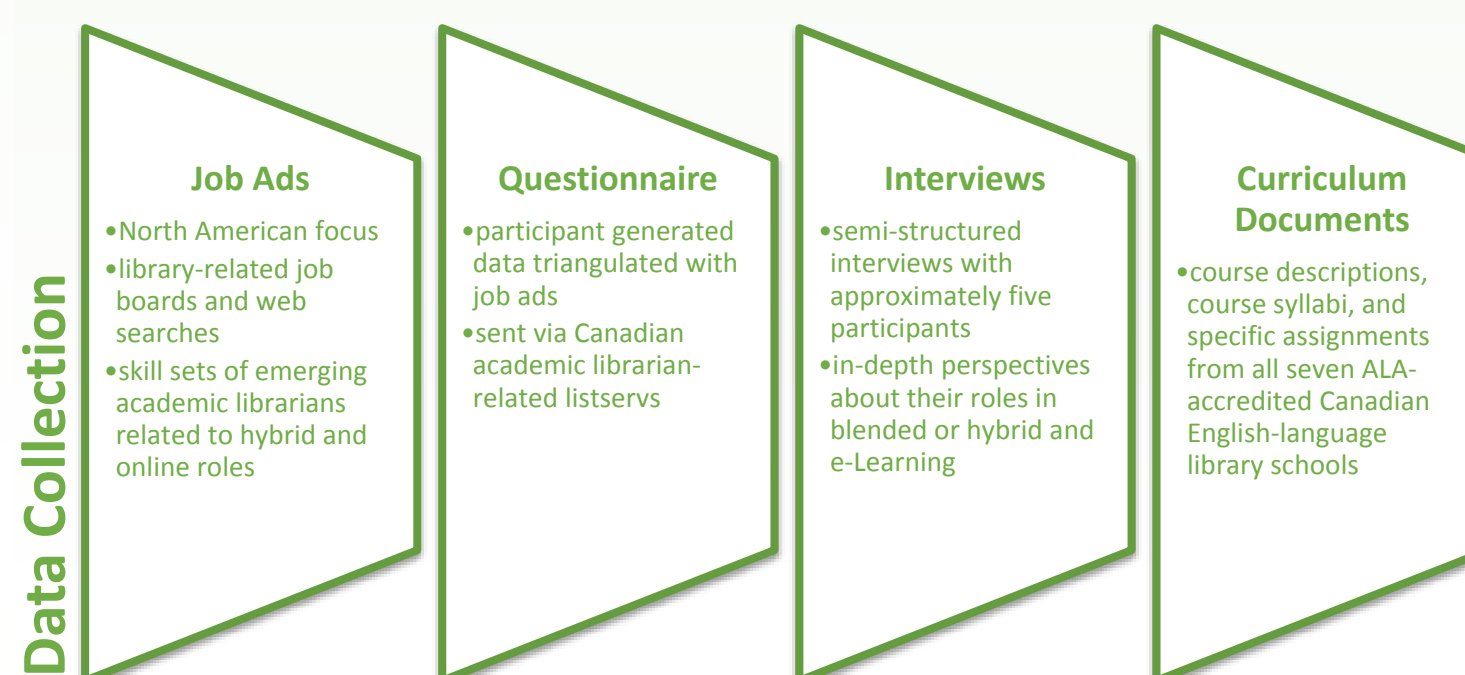 Data Collection
Job Ads
•North American focus
•library-related job
boards and web
searches
•skill sets of emerging
academic librarians
related to hybrid and
online roles
Questionnaire
•participant generated
data triangulated with
job ads
•sent via Canadian
academic librarian-
related listservs
Interviews
•semi-structured
interviews with
approximately five
participants
•in-depth perspectives
about their roles in
blended or hybrid and
e-Learning
Curriculum
Documents
•course descriptions,
course syllabi, and
specific assignments
from all seven ALA-
accredited Canadian
English-language
library schools